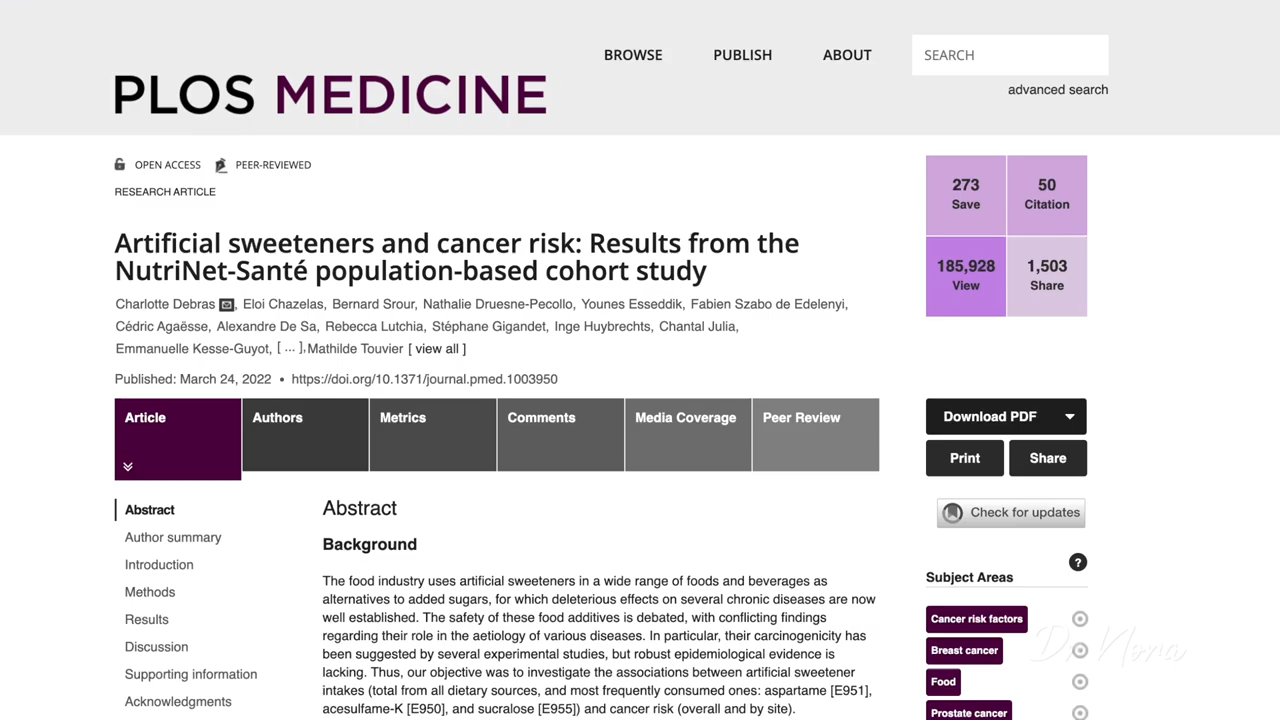 BROWSE PUBLISH ABOUT SEARCH
PLOS MEDICINE
advanced search
OPEN ACCESS PEER-REVIEWED
RESEARCH ARTICLE
273 Save
50 Citation
185,928 View
1,503 Share
Artificial sweeteners and cancer risk: Results from the
NutriNet-Santé population-based cohort study
Charlotte Debras, Eloi Chazelas, Bernard Srour, Nathalie Druesne-Pecollo, Younes Esseddik, Fabien Szabo de Edelenyi,
Cédric Agaësse, Alexandre De Sa, Rebecca Lutchia, Stéphane Gigandet, Inge Huybrechts, Chantal Julia,
Emmanuelle Kesse-Guyot, [ ... ], Mathilde Touvier [ view all ]
Published: March 24, 2022 • https://doi.org/10.1371/journal.pmed.1003950
Article Authors Metrics Comments Media Coverage Peer Review
Download PDF
Print Share
Check for updates
Abstract
Author summary
Introduction
Methods
Results
Discussion
Supporting information
Acknowledgments
Abstract
Background
The food industry uses artificial sweeteners in a wide range of foods and beverages as
alternatives to added sugars, for which deleterious effects on several chronic diseases are now
well established. The safety of these food additives is debated, with conflicting findings
regarding their role in the aetiology of various diseases. In particular, their carcinogenicity has
been suggested by several experimental studies, but robust epidemiological evidence is
lacking. Thus, our objective was to investigate the associations between artificial sweetener
intakes (total from all dietary sources, and most frequently consumed ones: aspartame [E951],
acesulfame-K [E950], and sucralose [E955]) and cancer risk (overall and by site).
?
Subject Areas
Cancer risk factors
Breast cancer
Food
Prostate cancer
Dr Nora